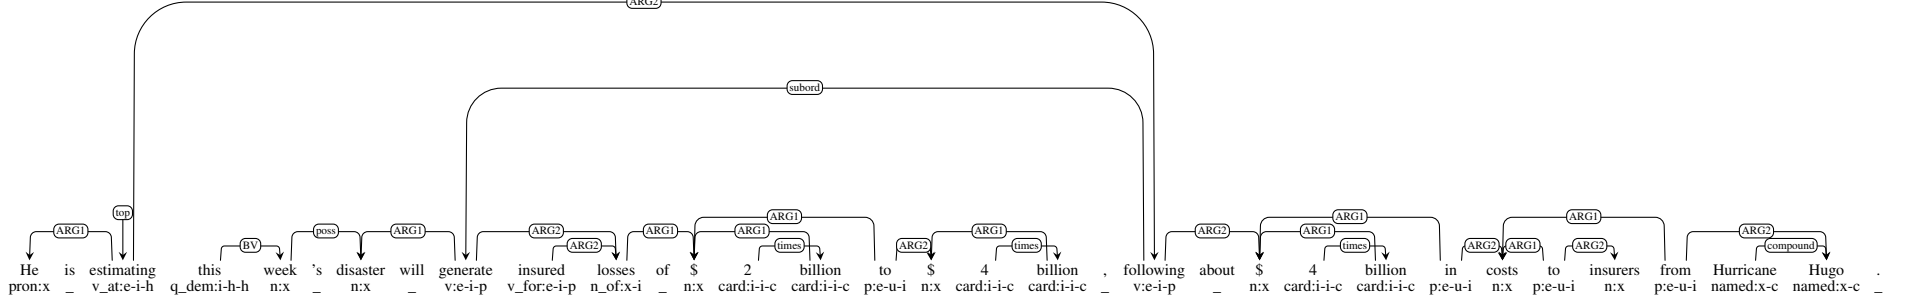 ARG2
subord
top
ARG1 ARG1
ARG1 poss ARG1 ARG2 ARG1 ARG1 ARG1 ARG2 ARG1 ARG2
BV ARG2 times ARG2 times times ARG2 ARG1 ARG2 compound
ARG1
He is estimating this week 's disaster will generate insured losses of $ 2 billion to $ 4 billion , following about $ 4 billion in costs to insurers from Hurricane Hugo .
pron:x _ v_at:e-i-h q_dem:i-h-h n:x _ n:x _ v:e-i-p v_for:e-i-p n_of:x-i _ n:x card:i-i-c card:i-i-c p:e-u-i n:x card:i-i-c card:i-i-c _ v:e-i-p _ n:x card:i-i-c card:i-i-c p:e-u-i n:x p:e-u-i n:x p:e-u-i named:x-c named:x-c _